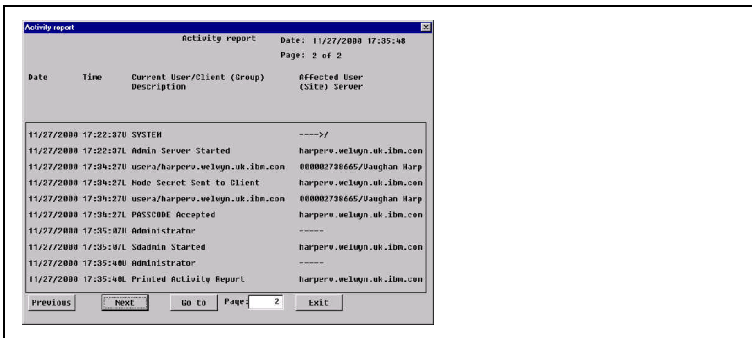 Activity report
Activity report Date: 11/27/2000 17:35:48
Page: 2 of 2
Date Time Current User/Client (Group) Affected User
Description (Site) Server
11/27/2000 17:22:37U SYSTEM ---->/
11/27/2000 17:22:37L Admin Server Started harperv.welwyn.uk.ibm.com
11/27/2000 17:34:27U usera/harperv.welwyn.uk.ibm.com 000002738665/Vaughan Harp
11/27/2000 17:34:27L Node Secret Sent to Client harperv.welwyn.uk.ibm.com
11/27/2000 17:34:27U usera/harperv.welwyn.uk.ibm.com 000002738665/Vaughan Harp
11/27/2000 17:34:27L PASSCODE Accepted harperv.welwyn.uk.ibm.com
11/27/2000 17:35:07U Administrator -----
11/27/2000 17:35:07L Sdadmin Started harperv.welwyn.uk.ibm.com
11/27/2000 17:35:40U Administrator -----
11/27/2000 17:35:40L Printed Activity Report harperv.welwyn.uk.ibm.com
Previous Next Go to Page: 2 Exit